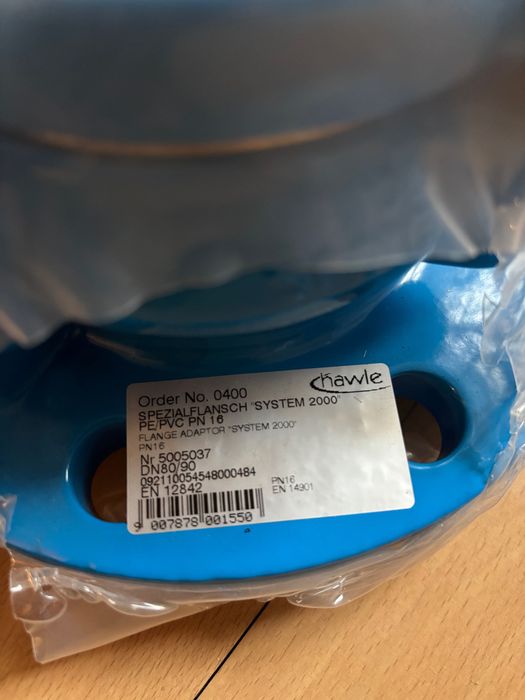 hawle
Order No. 0400
SPEZIALFLANSCH "SYSTEM 2000"
PE/PVC PN 16
FLANGE ADAPTOR "SYSTEM 2000"
PN16
Nr 5005037
DN80/90
092110054548000484
EN 12842
PN16
EN 14901
9 007878 001550